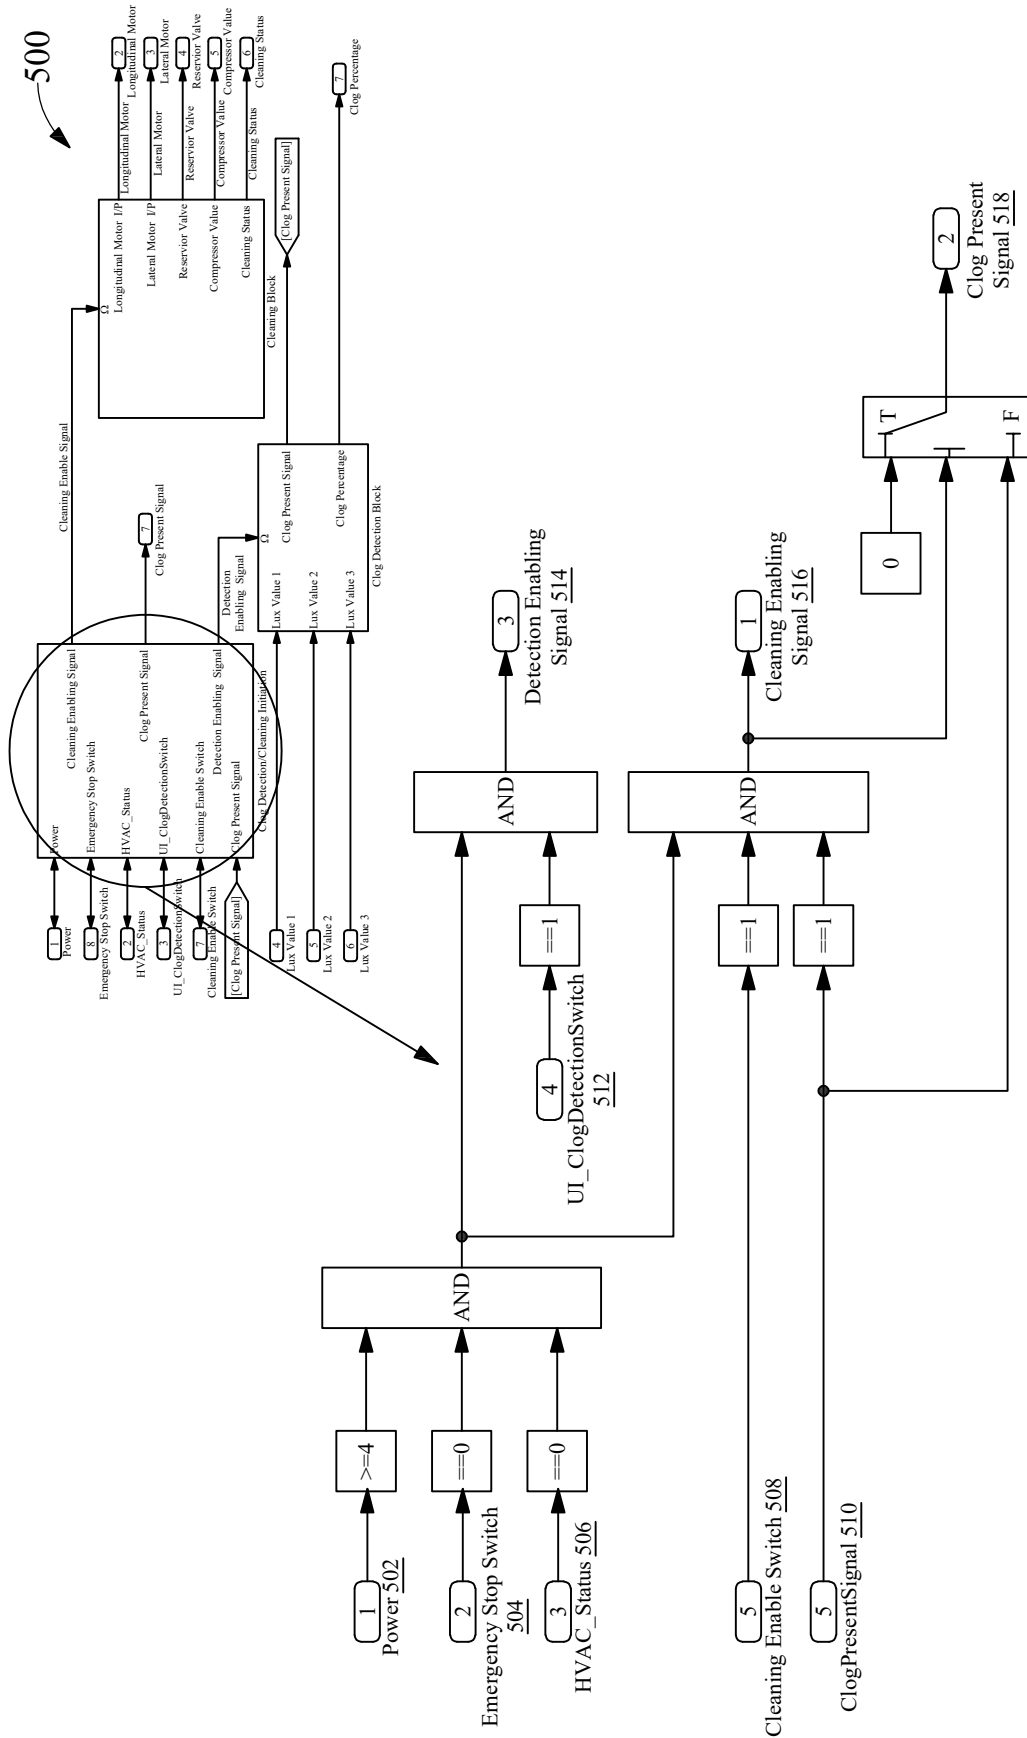 500
1
Power
8
Emergency Stop Switch
2
HVAC_Status
3
UI_ClogDetectionSwitch
7
Cleaning Enable Switch
[Clog Present Signal]
Power
Emergency Stop Switch
HVAC_Status
UI_ClogDetectionSwitch
Cleaning Enable Switch
Clog Present Signal
Cleaning Enabling Signal
Clog Present Signal
Detection Enabling Signal
Clog Detection/Cleaning Initiation
Cleaning Enable Signal
7
Clog Present Signal
Detection
Enabling Signal
4
Lux Value 1
5
Lux Value 2
6
Lux Value 3
Lux Value 1
Lux Value 2
Lux Value 3
Ω
Clog Present Signal
Clog Percentage
Clog Detection Block
Ω
Longitudinal Motor I/P
Lateral Motor I/P
Reservior Valve
Compressor Value
Cleaning Status
Cleaning Block
Longitudinal Motor
Lateral Motor
Reservior Valve
Compressor Value
Cleaning Status
2
Longitudinal Motor
3
Lateral Motor
4
Reservior Valve
5
Compressor Value
6
Cleaning Status
[Clog Present Signal]
7
Clog Percentage
1
Power 502
>=4
2
Emergency Stop Switch
504
==0
3
HVAC_Status 506
==0
AND
4
UI_ClogDetectionSwitch
512
==1
AND
3
Detection Enabling
Signal 514
5
Cleaning Enable Switch 508
==1
5
ClogPresentSignal 510
==1
AND
1
Cleaning Enabling
Signal 516
0
T
F
2
Clog Present
Signal 518